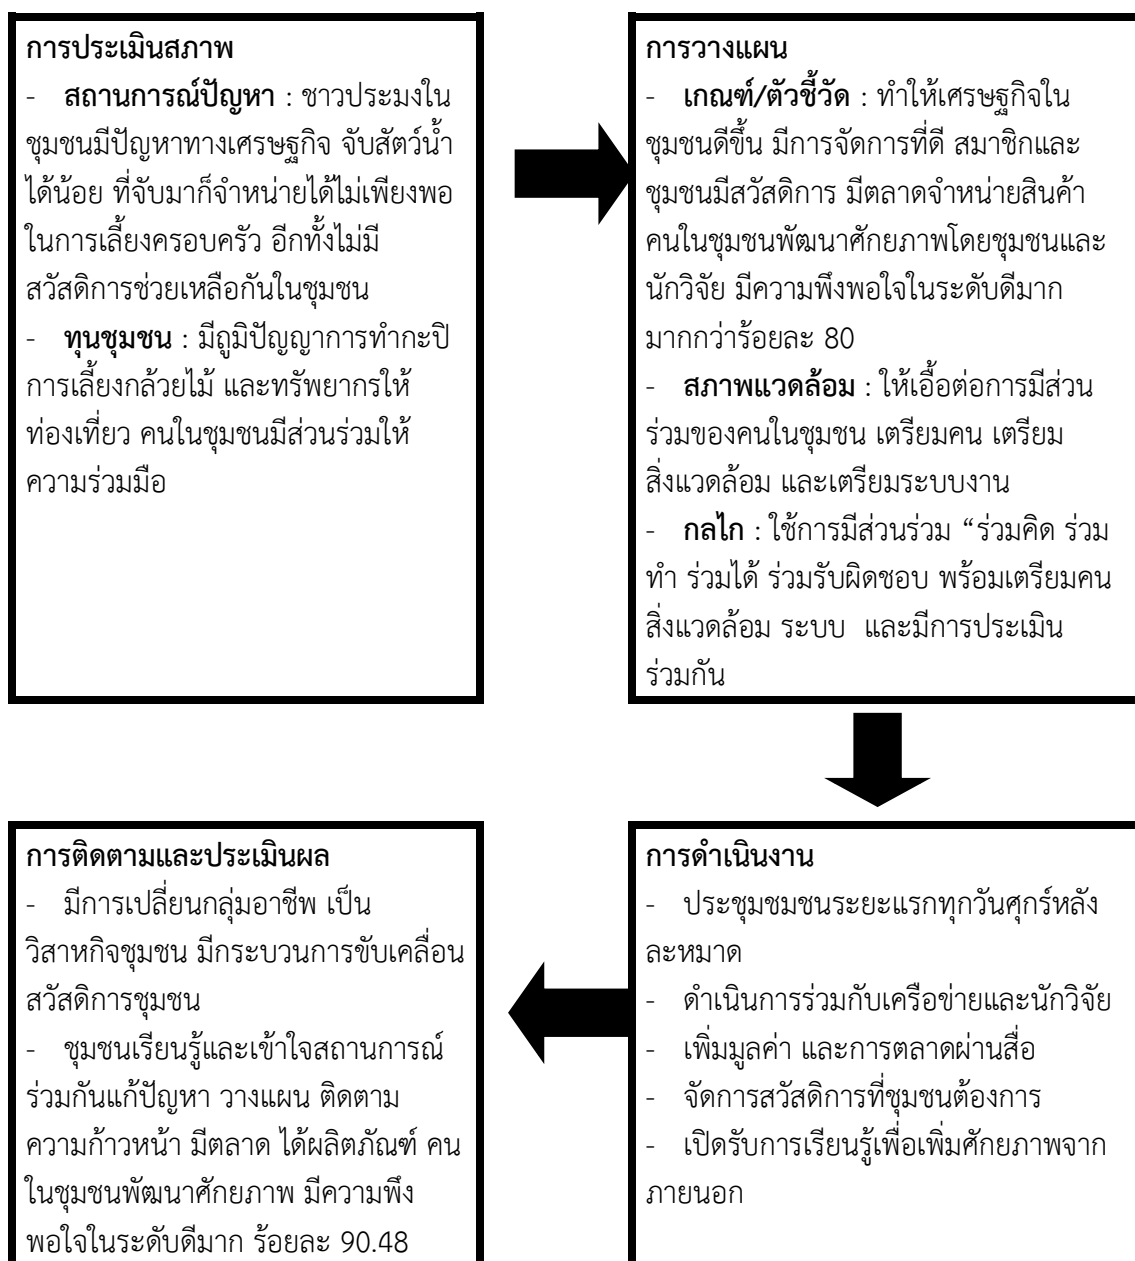 การประเมินสภาพ
- สถานการณ์ปัญหา : ชาวประมงใน
ชุมชนมีปัญหาทางเศรษฐกิจ จับสัตว์น้ำ
ได้น้อย ที่จับมาก็จำหน่ายได้ไม่เพียงพอ
ในการเลี้ยงครอบครัว อีกทั้งไม่มี
สวัสดิการช่วยเหลือกันในชุมชน
- ทุนชุมชน : มีภูมิปัญญาการทำกะปิ
การเลี้ยงกล้วยไม้ และทรัพยากรให้
ท่องเที่ยว คนในชุมชนมีส่วนร่วมให้
ความร่วมมือ
การวางแผน
- เกณฑ์/ตัวชี้วัด : ทำให้เศรษฐกิจใน
ชุมชนดีขึ้น มีการจัดการที่ดี สมาชิกและ
ชุมชนมีสวัสดิการ มีตลาดจำหน่ายสินค้า
คนในชุมชนพัฒนาศักยภาพโดยชุมชนและ
นักวิจัย มีความพึงพอใจในระดับดีมาก
มากกว่าร้อยละ 80
- สภาพแวดล้อม : ให้เอื้อต่อการมีส่วน
ร่วมของคนในชุมชน เตรียมคน เตรียม
สิ่งแวดล้อม และเตรียมระบบงาน
- กลไก : ใช้การมีส่วนร่วม “ร่วมคิด ร่วม
ทำ ร่วมได้ ร่วมรับผิดชอบ พร้อมเตรียมคน
สิ่งแวดล้อม ระบบ และมีการประเมิน
ร่วมกัน
การดำเนินงาน
- ประชุมชมชนระยะแรกทุกวันศุกร์หลัง
ละหมาด
- ดำเนินการร่วมกับเครือข่ายและนักวิจัย
- เพิ่มมูลค่า และการตลาดผ่านสื่อ
- จัดการสวัสดิการที่ชุมชนต้องการ
- เปิดรับการเรียนรู้เพื่อเพิ่มศักยภาพจาก
ภายนอก
การติดตามและประเมินผล
- มีการเปลี่ยนกลุ่มอาชีพ เป็น
วิสาหกิจชุมชน มีกระบวนการขับเคลื่อน
สวัสดิการชุมชน
- ชุมชนเรียนรู้และเข้าใจสถานการณ์
ร่วมกันแก้ปัญหา วางแผน ติดตาม
ความก้าวหน้า มีตลาด ได้ผลิตภัณฑ์ คน
ในชุมชนพัฒนาศักยภาพ มีความพึง
พอใจในระดับดีมาก ร้อยละ 90.48